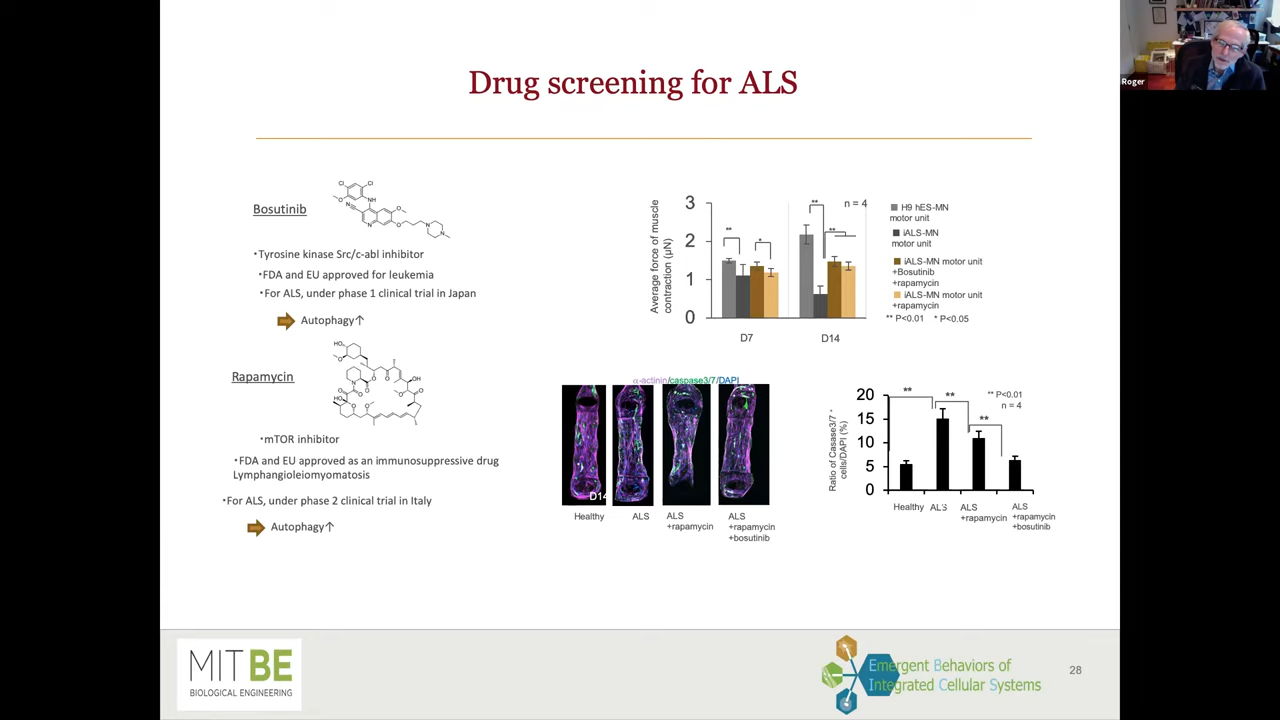 Roger
Drug screening for ALS
Bosutinib
•Tyrosine kinase Src/c-abl inhibitor
•FDA and EU approved for leukemia
•For ALS, under phase 1 clinical trial in Japan
Autophagy↑
Rapamycin
•mTOR inhibitor
•FDA and EU approved as an immunosuppressive drug
Lymphangioleiomyomatosis
•For ALS, under phase 2 clinical trial in Italy
Autophagy↑
Average force of muscle
contraction (μN)
3
2
1
0
** * ** **
n = 4
D7 D14
H9 hES-MN
motor unit
iALS-MN
motor unit
iALS-MN motor unit
+Bosutinib
+rapamycin
iALS-MN motor unit
+rapamycin
** P<0.01 * P<0.05
α-actinin/caspase3/7/DAPI
D14
Healthy
ALS
ALS
+rapamycin
ALS
+rapamycin
+bosutinib
Ratio of Casase3/7 +
cells/DAPI (%)
20
15
10
5
0
** ** **
** P<0.01
n = 4
Healthy
ALS
ALS
+rapamycin
ALS
+rapamycin
+bosutinib
MIT BE
BIOLOGICAL ENGINEERING
Emergent Behaviors of
Integrated Cellular Systems
28